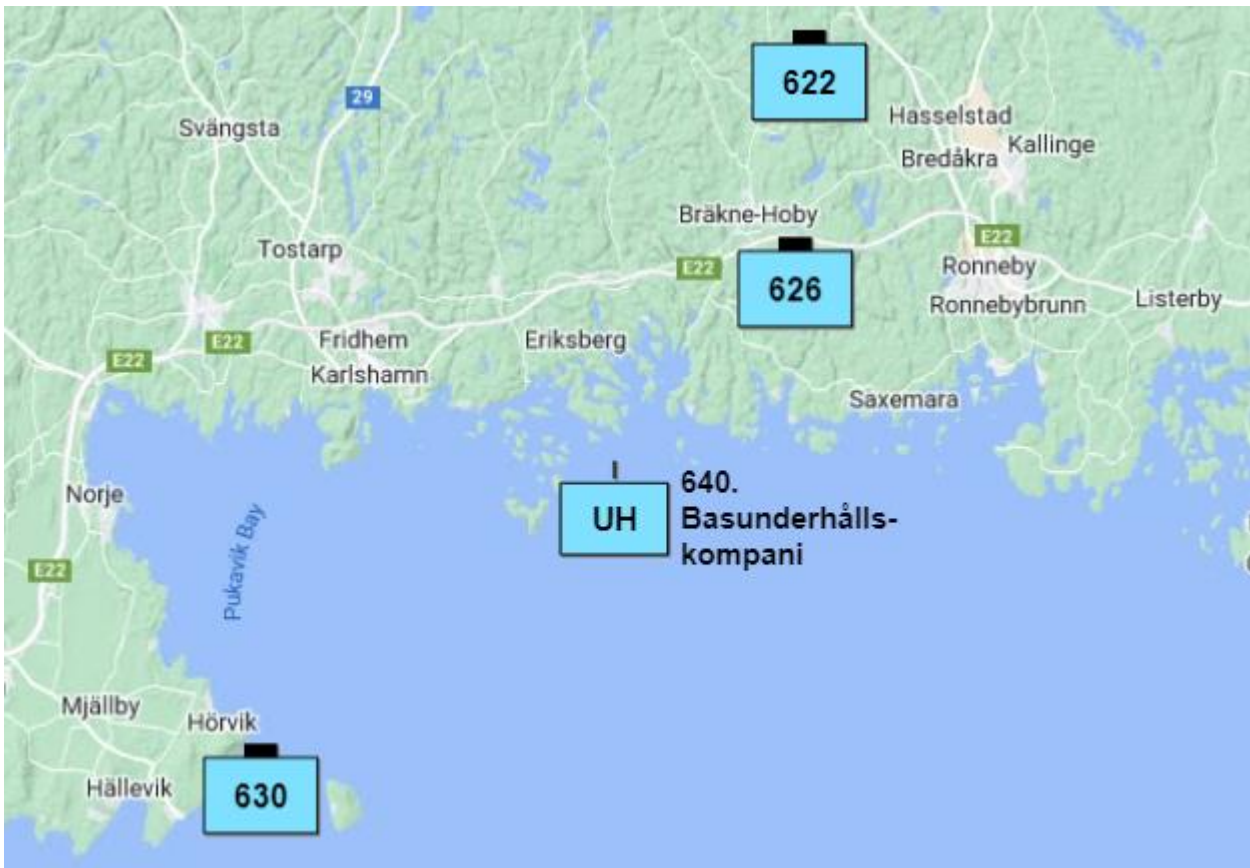 622
29
Hasselstad
Svängsta
Kallinge
Bredåkra
Bräkne-Hoby
E22
Tostarp
E22
626
Ronneby
Ronnebybrunn
Listerby
E22
Fridhem
Eriksberg
E22
Karlshamn
Saxemara
640.
Basunderhålls-
kompani
UH
Norje
Pukavik Bay
E22
Mjällby
Hörvik
Hällevik
630